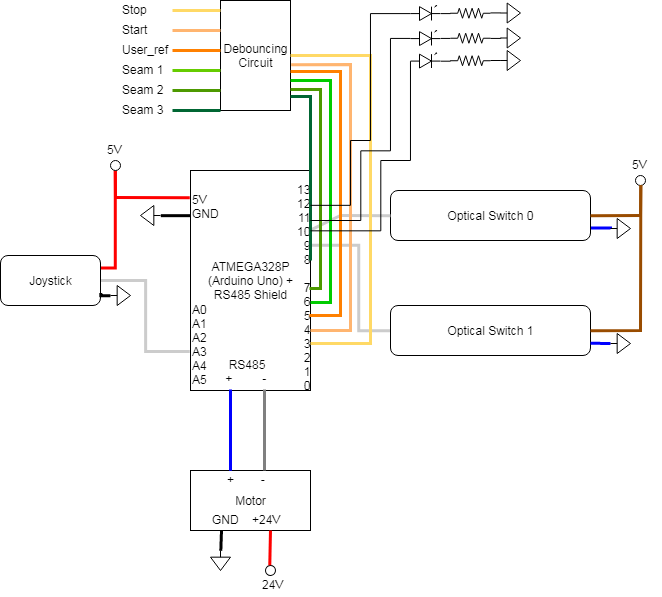 Stop
Start
User_ref
Seam 1
Seam 2
Seam 3
Debouncing
Circuit
5V
5V
5V
GND
13
12
11
10
9
8
7
6
5
4
3
2
1
0
ATMEGA328P
(Arduino Uno) +
RS485 Shield
A0
A1
A2
A3
A4
A5
RS485
+ -
Joystick
Optical Switch 0
Optical Switch 1
+ -
Motor
GND +24V
24V